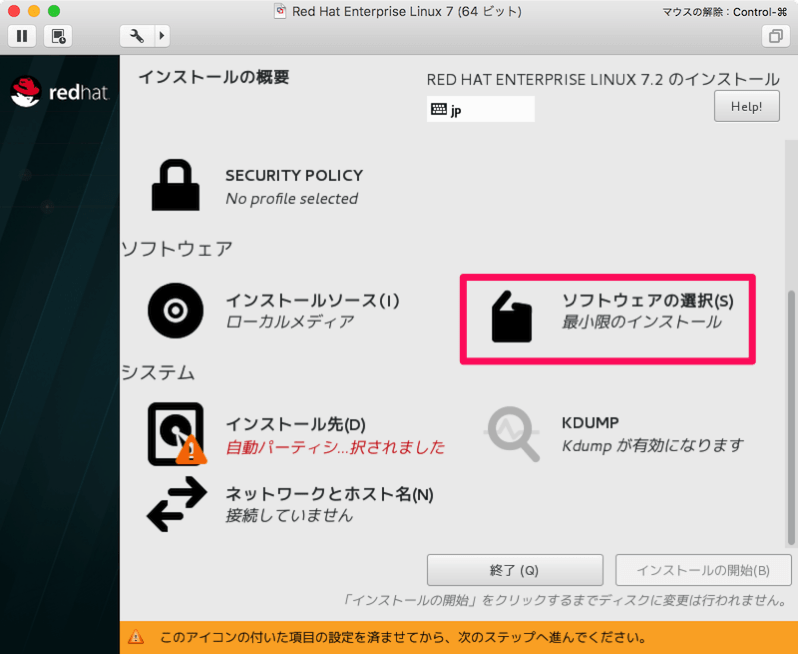 Red Hat Enterprise Linux 7 (64 ビット)
マウスの解除：Control-⌘
redhat.
インストールの概要
RED HAT ENTERPRISE LINUX 7.2 のインストール
jp
Help!
SECURITY POLICY
No profile selected
ソフトウェア
インストールソース(I)
ローカルメディア
ソフトウェアの選択(S)
最小限のインストール
システム
インストール先(D)
自動パーティシ...択されました
KDUMP
Kdump が有効になります
ネットワークとホスト名(N)
接続していません
終了 (Q)
インストールの開始(B)
「インストールの開始」をクリックするまでディスクに変更は行われません。
このアイコンの付いた項目の設定を済ませてから、次のステップへ進んでください。